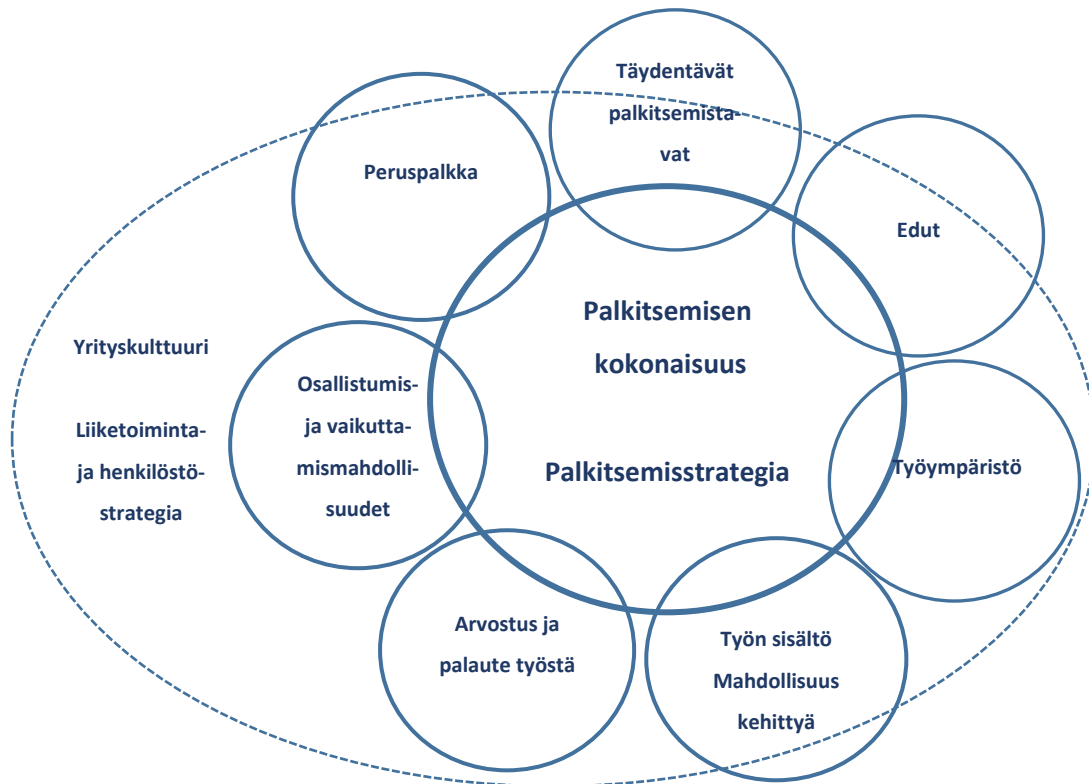 Täydentävät
palkitsemista-
vat
Peruspalkka
Edut
Palkitsemisen
kokonaisuus
Palkitsemisstrategia
Yrityskulttuuri
Liiketoiminta-
ja henkilöstö-
strategia
Osallistumis-
ja vaikutta-
mismahdolli-
suudet
Työympäristö
Arvostus ja
palaute työstä
Työn sisältö
Mahdollisuus
kehittyä